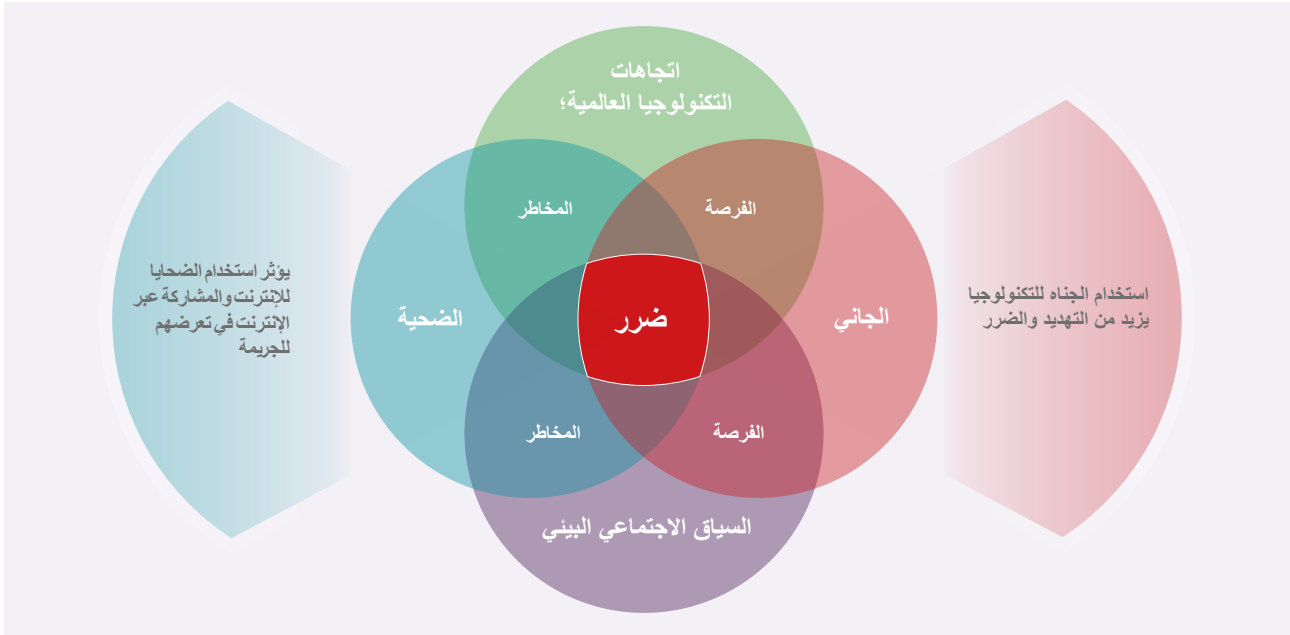 اتجاهات
التكنولوجيا العالمية؛
الفرصة
المخاطر
استخدام الجناه للتكنولوجيا
يزيد من التهديد والضرر
الجاني
ضرر
الضحية
يؤثر استخدام الضحايا
للإنترنت والمشاركة عبر
الإنترنت في تعرضهم
للجريمة
الفرصة
المخاطر
السياق الاجتماعي البيئي